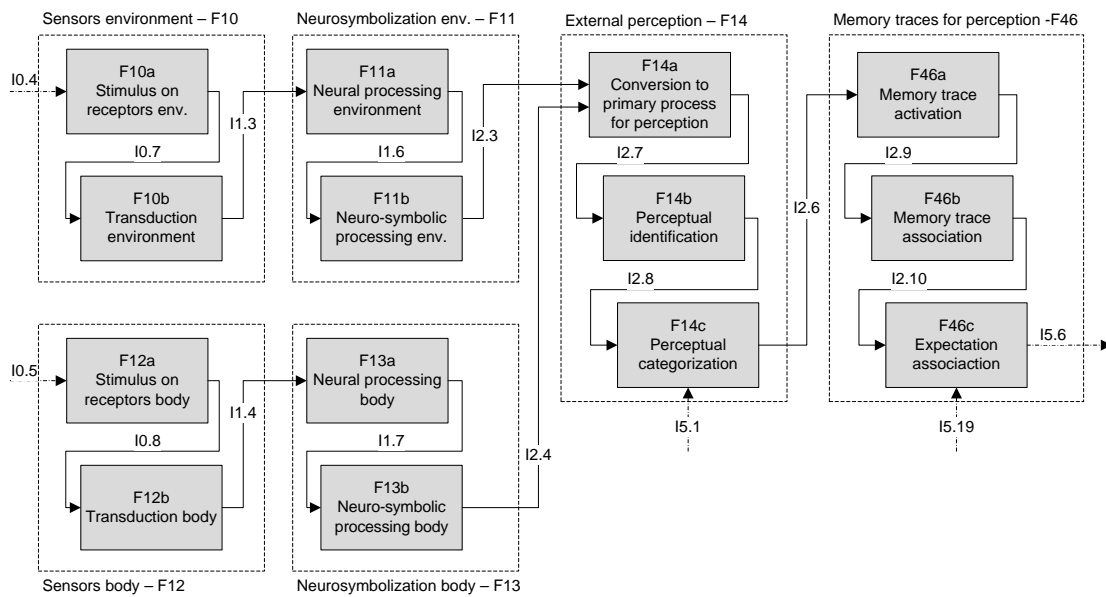 Sensors environment – F10
Neurosymbolization env. – F11
External perception – F14
Memory traces for perception -F46
I0.4
F10a
Stimulus on
receptors env.
I0.7
F10b
Transduction
environment
I1.3
F11a
Neural processing
environment
I1.6
F11b
Neuro-symbolic
processing env.
I2.3
F14a
Conversion to
primary process
for perception
I2.7
F14b
Perceptual
identification
I2.8
F14c
Perceptual
categorization
I5.1
I2.6
F46a
Memory trace
activation
I2.9
F46b
Memory trace
association
I2.10
F46c
Expectation
associaction
I5.6
I5.19
I0.5
F12a
Stimulus on
receptors body
I0.8
F12b
Transduction body
I1.4
F13a
Neural processing
body
I1.7
F13b
Neuro-symbolic
processing body
I2.4
Sensors body – F12
Neurosymbolization body – F13